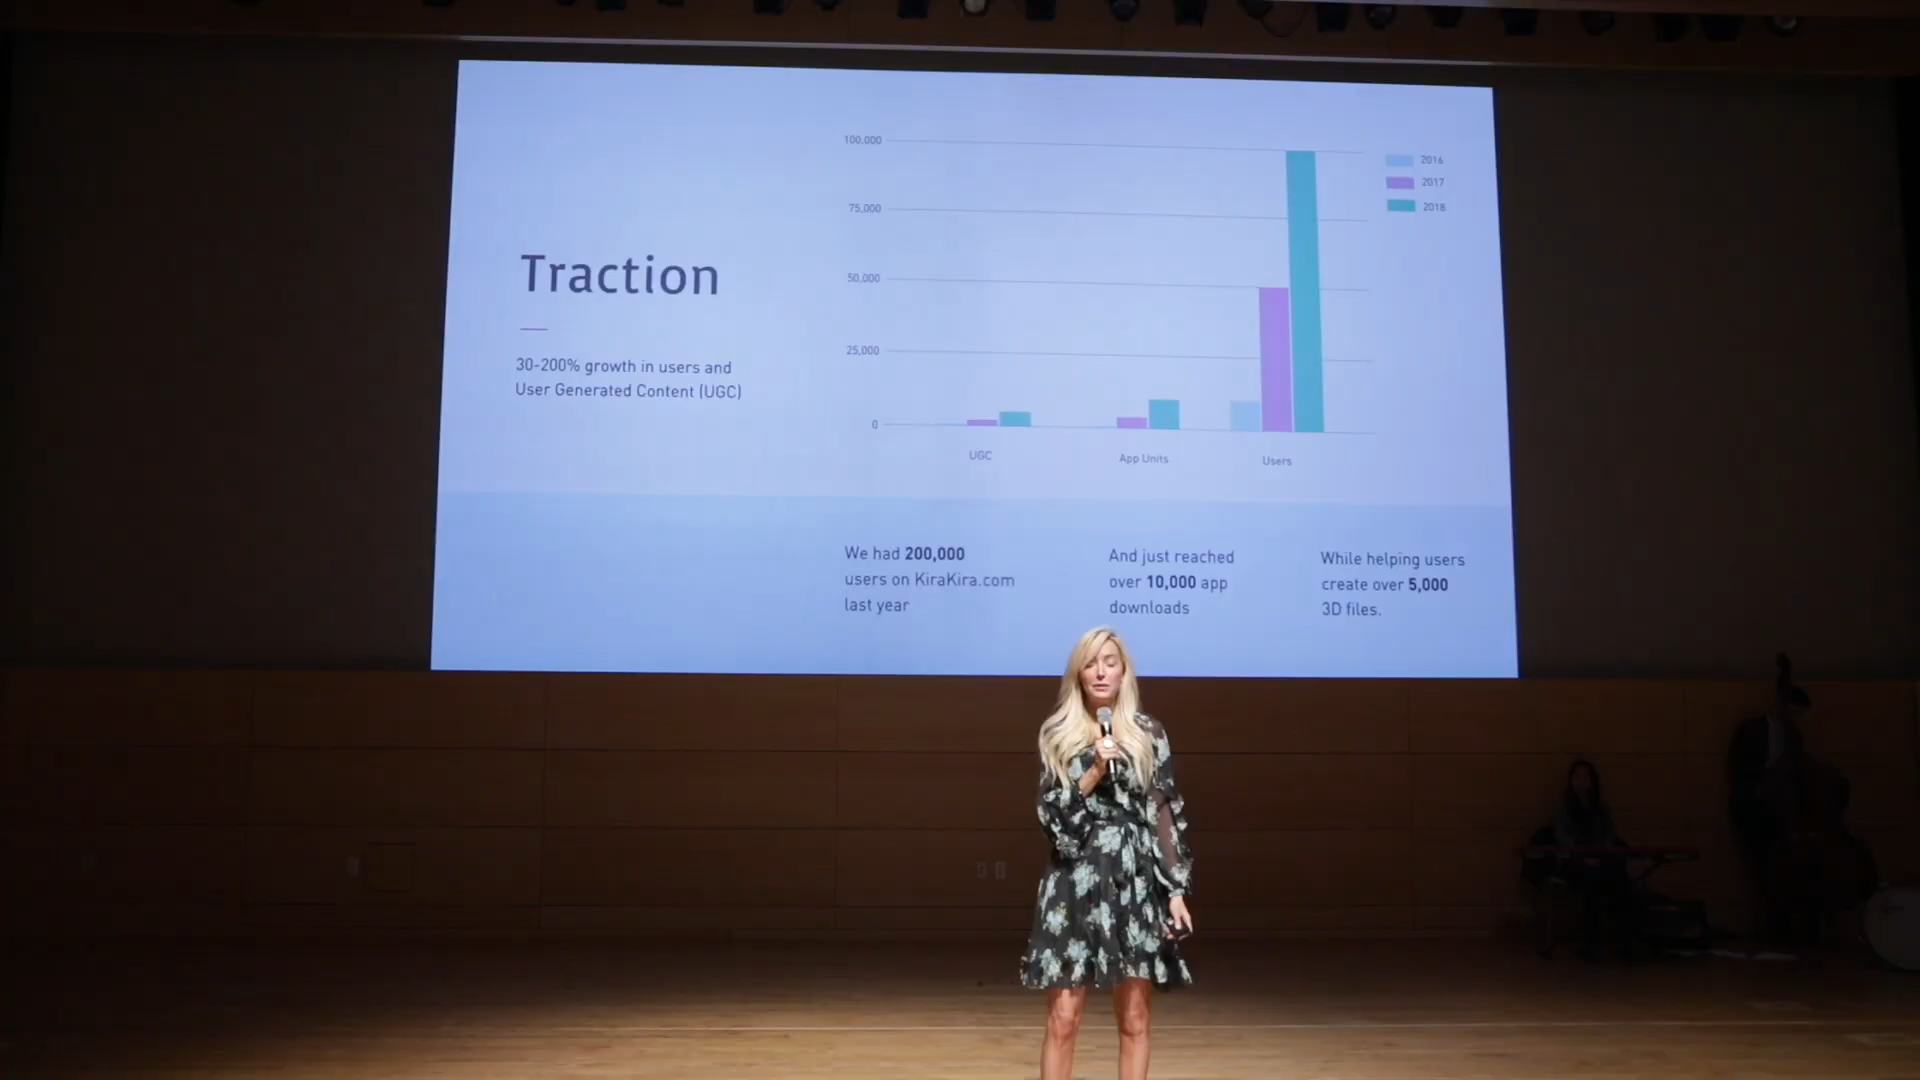 100,000
75,000
50,000
25,000
0
UGC
App Units
Users
2016
2017
2018
Traction
30-200% growth in users and
User Generated Content (UGC)
We had 200,000
users on KiraKira.com
last year
And just reached
over 10,000 app
downloads
While helping users
create over 5,000
3D files.